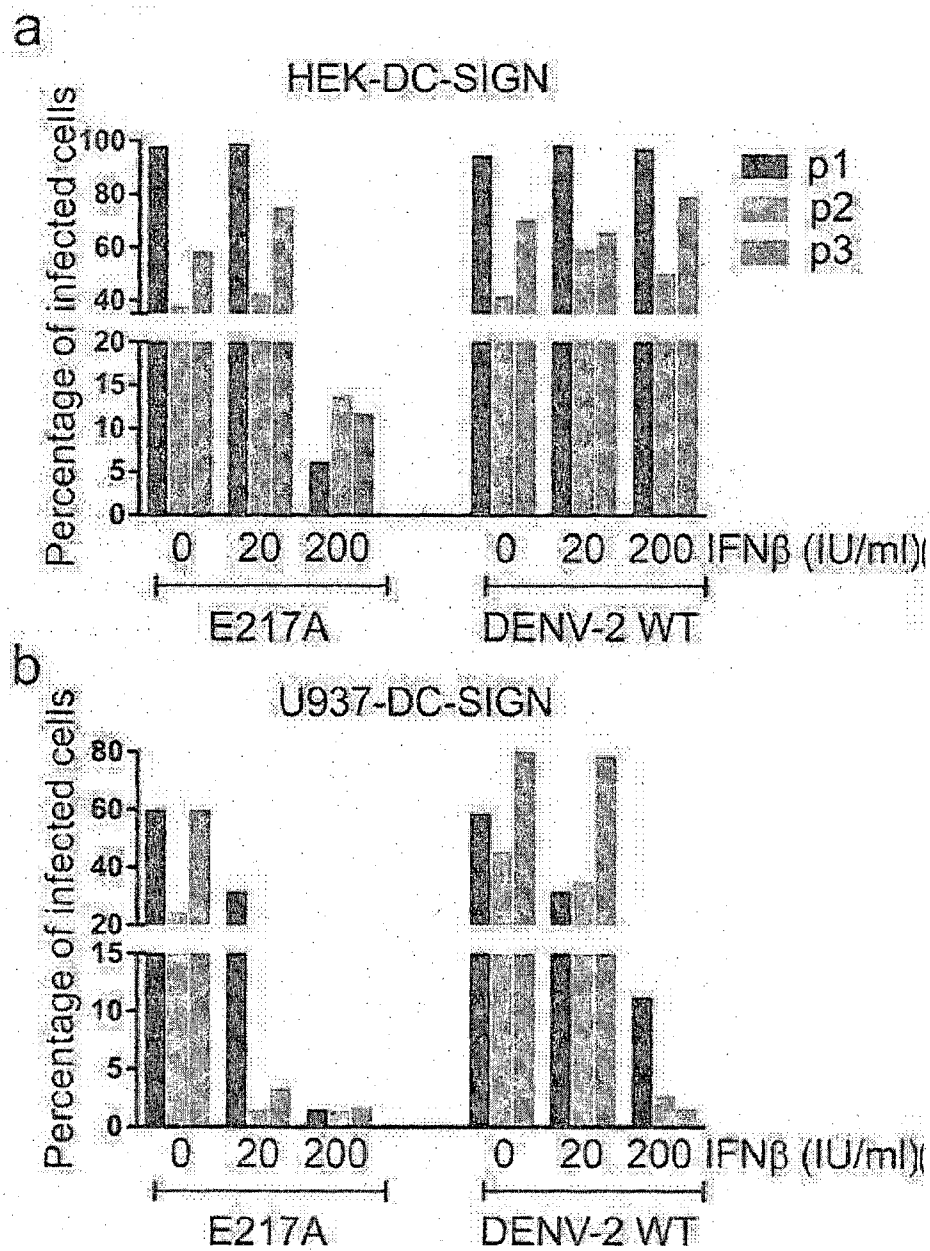 a
HEK-DC-SIGN
Percentage of infected cells
100
80
60
40
20
15
10
5
0
p1
p2
p3
0 20 200 0 20 200 IFNβ (IU/ml)(
E217A DENV-2 WT
b
U937-DC-SIGN
Percentage of infected cells
80
60
40
20
15
10
5
0
0 20 200 0 20 200 IFNβ (IU/ml)(
E217A DENV-2 WT